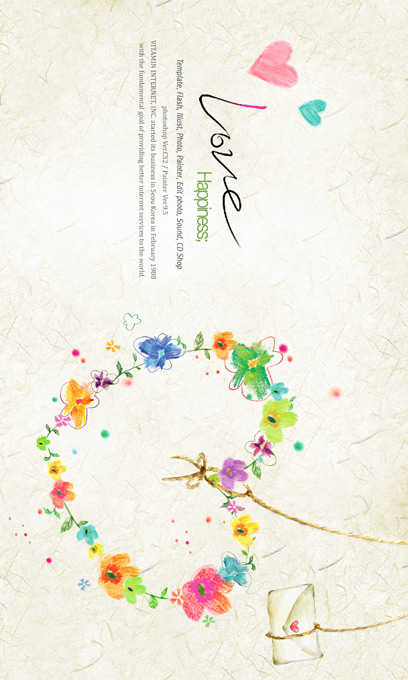 Love
Happiness;
Template, Flash, Illust, Photo, Painter, Edit photo, Sound, CD Shop
photoshop Ver.CS2 / Painter Ver.9.5
VITAMIN INTERNET, INC. started its business in Seou Korea in February 1988
with the fundamental goal of providing better internet services to the world.